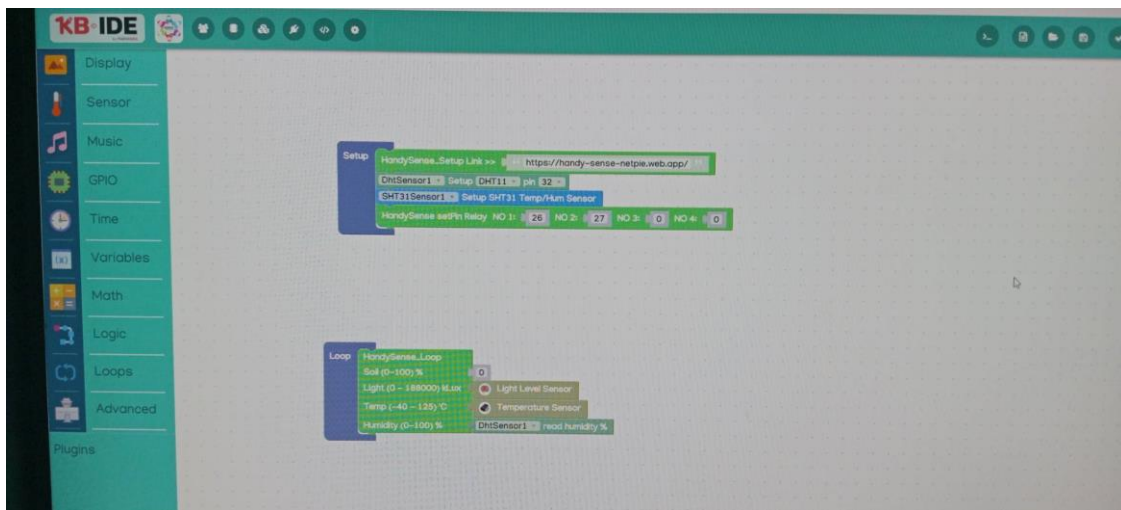 KB IDE
Display
Sensor
Music
GPIO
Time
Variables
Math
Logic
Loops
Advanced
Plugins
Setup
HandySense_Setup Link >> https://handy-sense-netpie.web.app/
DhtSensor1 Setup DHT11 pin 32
SHT31Sensor1 Setup SHT31 Temp/Hum Sensor
HandySense setPin Relay NO 1: 26 NO 2: 27 NO 3: 0 NO 4: 0
Loop
HandySense_Loop
Soil (0-100) % 0
Light (0 - 188000) kLux Light Level Sensor
Temp (-40 - 125)°C Temperature Sensor
Humidity (0-100) % DhtSensor1 read humidity %